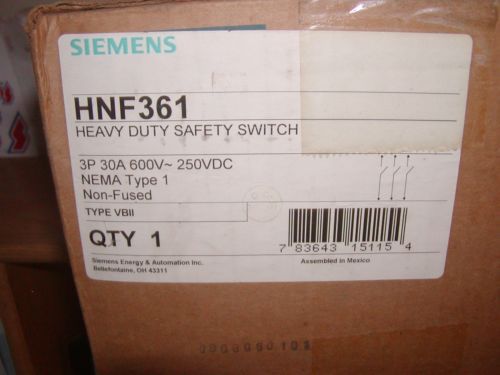 SIEMENS
HNF361
HEAVY DUTY SAFETY SWITCH
3P 30A 600V~ 250VDC
NEMA Type 1
Non-Fused
TYPE VBII
QTY 1
7 83643 15115 4
Siemens Energy & Automation Inc.
Bellefontaine, OH 43311
Assembled in Mexico